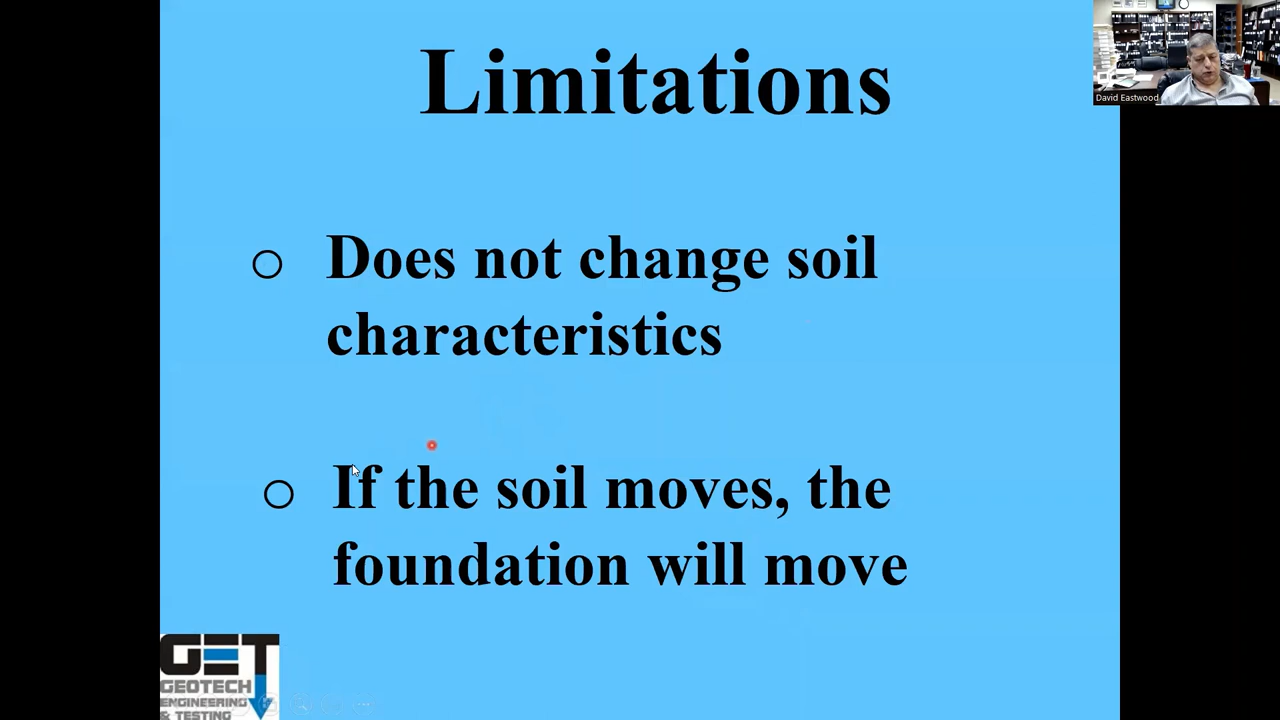 Limitations
David Eastwood
o Does not change soil
characteristics
o If the soil moves, the
foundation will move
GET
GEOTECH
ENGINEERING
& TESTING